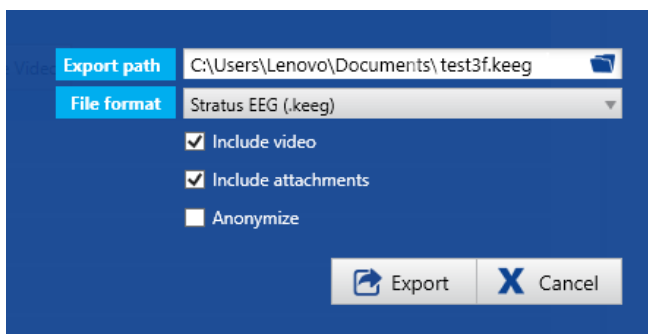 Video
Export path C:\Users\Lenovo\Documents\ test3f.keeg
File format Stratus EEG (.keeg)
Include video
Include attachments
Anonymize
Export X Cancel